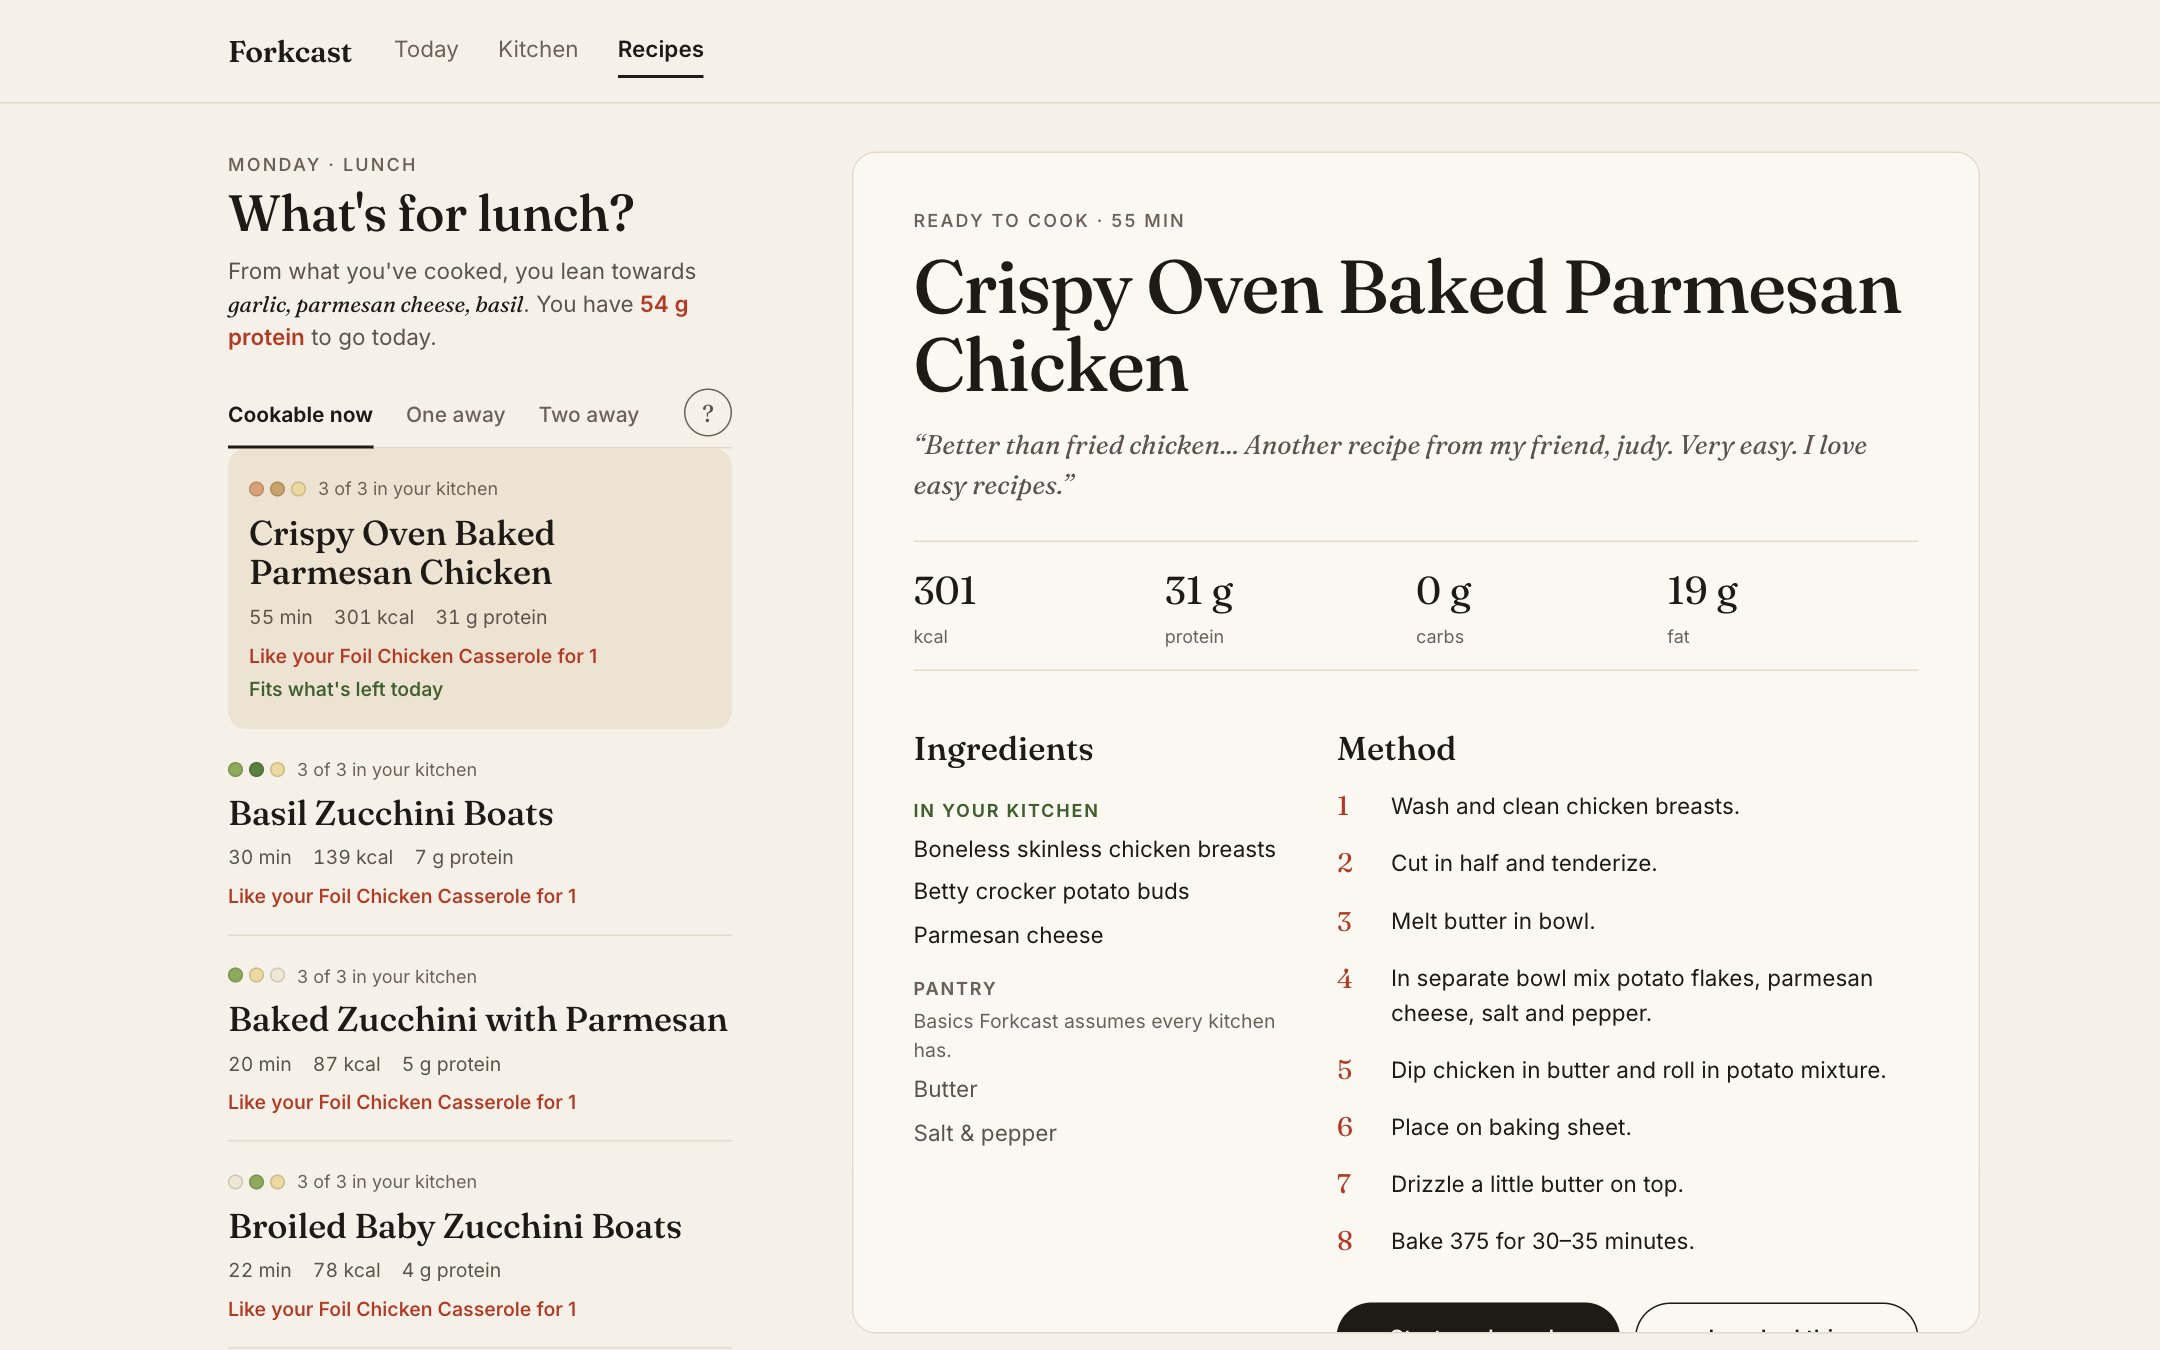 Forkcast
Today
Kitchen
Recipes
MONDAY · LUNCH
What's for lunch?
From what you've cooked, you lean towards
garlic, parmesan cheese, basil. You have 54 g
protein to go today.
Cookable now
One away
Two away
?
3 of 3 in your kitchen
Crispy Oven Baked
Parmesan Chicken
55 min 301 kcal 31 g protein
Like your Foil Chicken Casserole for 1
Fits what's left today
3 of 3 in your kitchen
Basil Zucchini Boats
30 min 139 kcal 7 g protein
Like your Foil Chicken Casserole for 1
3 of 3 in your kitchen
Baked Zucchini with Parmesan
20 min 87 kcal 5 g protein
Like your Foil Chicken Casserole for 1
3 of 3 in your kitchen
Broiled Baby Zucchini Boats
22 min 78 kcal 4 g protein
Like your Foil Chicken Casserole for 1
READY TO COOK · 55 MIN
Crispy Oven Baked Parmesan
Chicken
“Better than fried chicken... Another recipe from my friend, judy. Very easy. I love
easy recipes.”
301
kcal
31 g
protein
0 g
carbs
19 g
fat
Ingredients
IN YOUR KITCHEN
Boneless skinless chicken breasts
Betty crocker potato buds
Parmesan cheese
PANTRY
Basics Forkcast assumes every kitchen
has.
Butter
Salt & pepper
Method
1 Wash and clean chicken breasts.
2 Cut in half and tenderize.
3 Melt butter in bowl.
4 In separate bowl mix potato flakes, parmesan
cheese, salt and pepper.
5 Dip chicken in butter and roll in potato mixture.
6 Place on baking sheet.
7 Drizzle a little butter on top.
8 Bake 375 for 30–35 minutes.